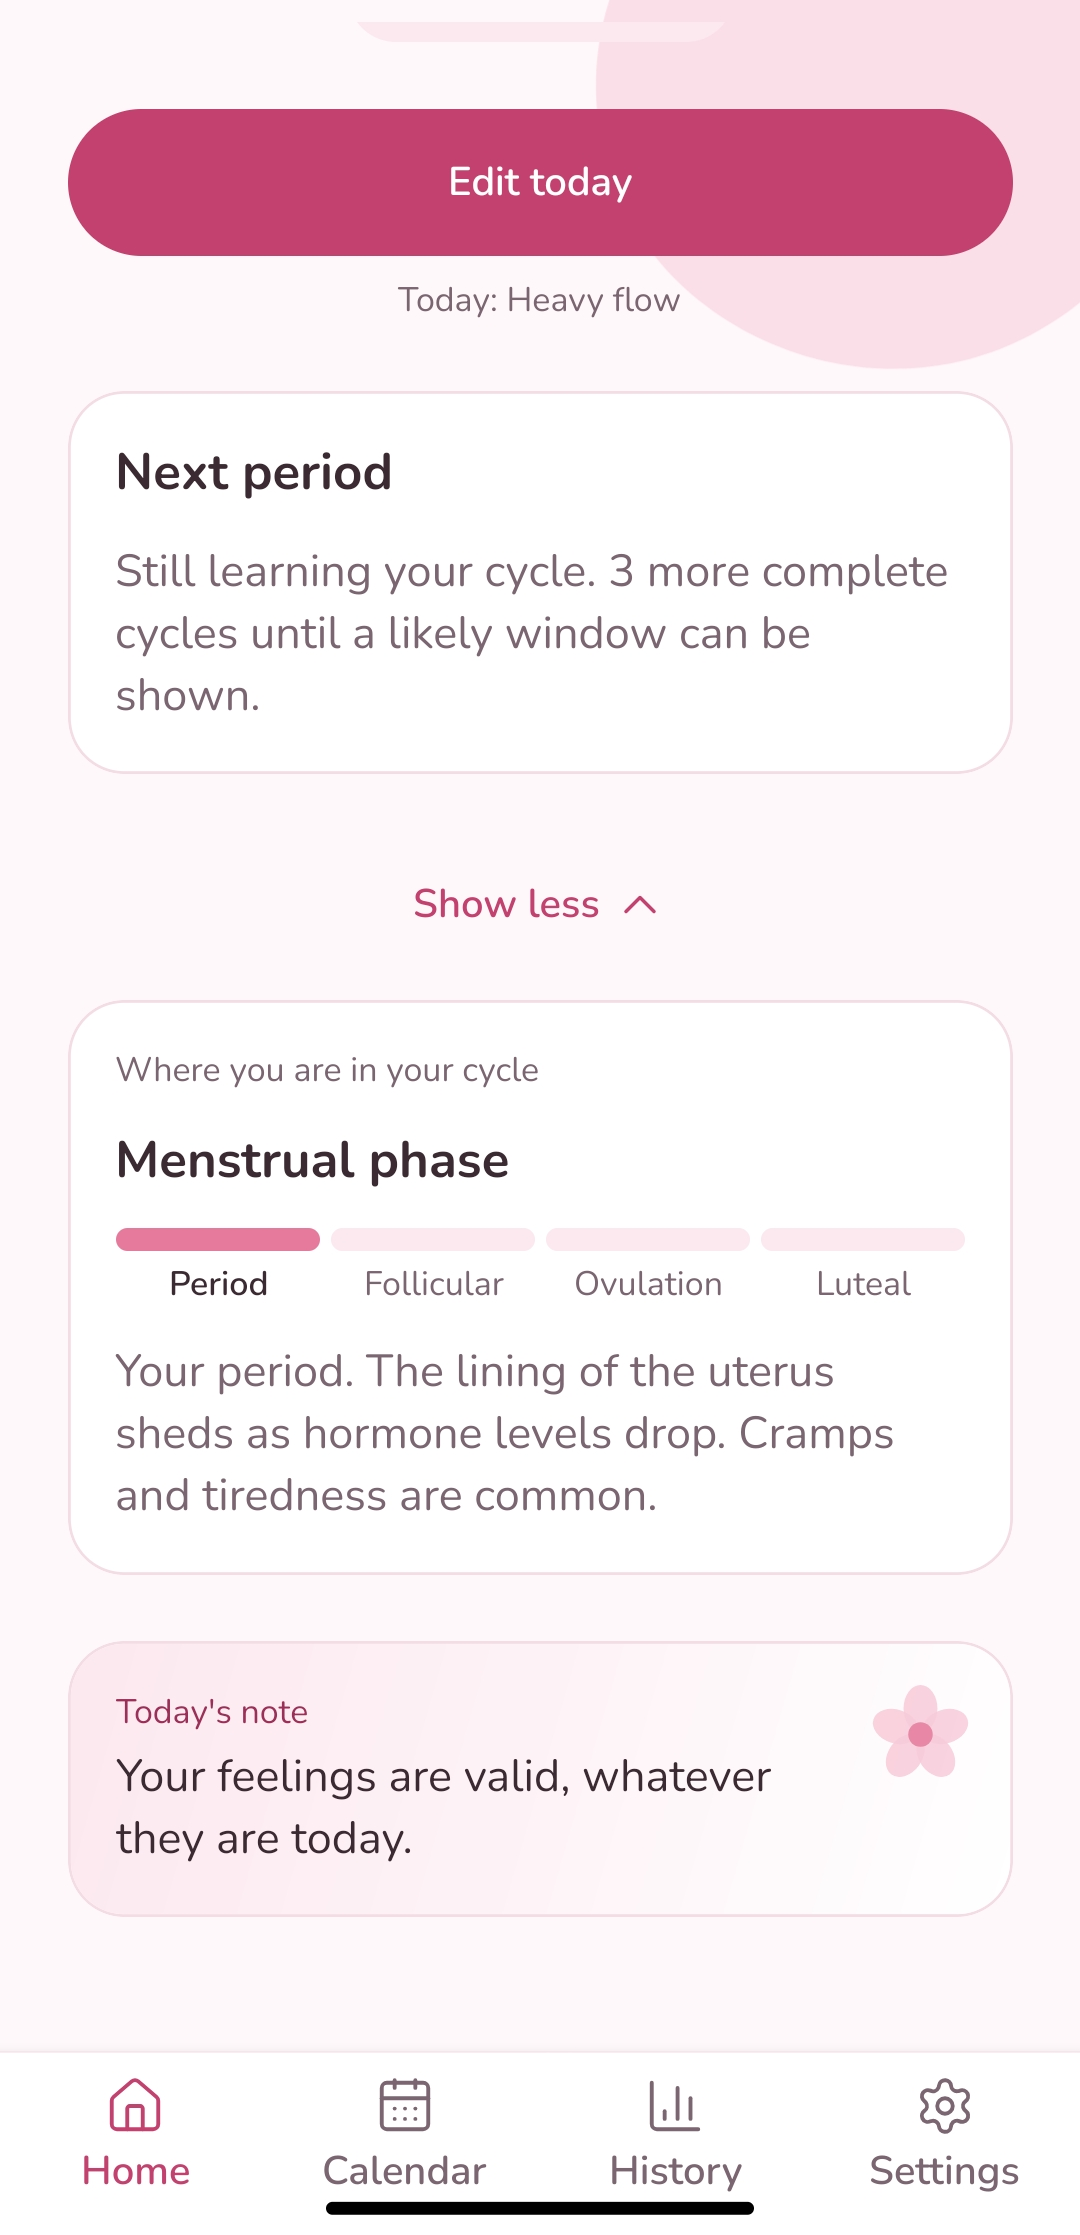 Edit today
Today: Heavy flow
Next period
Still learning your cycle. 3 more complete
cycles until a likely window can be
shown.
Show less
Where you are in your cycle
Menstrual phase
Period
Follicular
Ovulation
Luteal
Your period. The lining of the uterus
sheds as hormone levels drop. Cramps
and tiredness are common.
Today's note
Your feelings are valid, whatever
they are today.
Home
Calendar
History
Settings